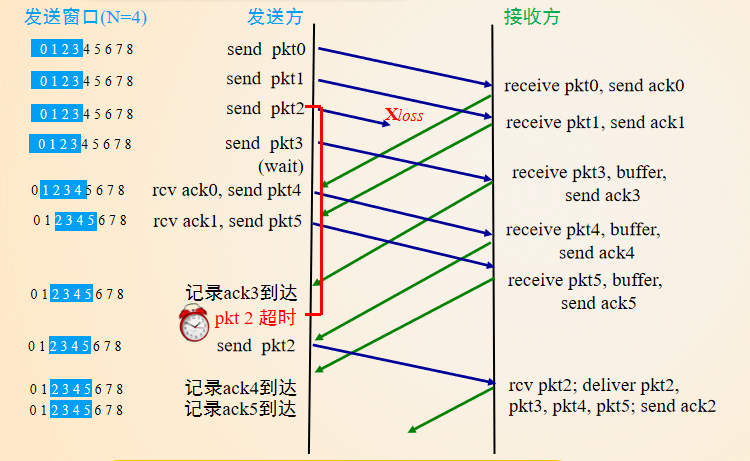 发送窗口(N=4) 发送方 接收方
0 1 2 3 4 5 6 7 8 send pkt0
0 1 2 3 4 5 6 7 8 send pkt1 receive pkt0, send ack0
0 1 2 3 4 5 6 7 8 send pkt2 Xloss receive pkt1, send ack1
0 1 2 3 4 5 6 7 8 send pkt3
(wait) receive pkt3, buffer,
0 1 2 3 4 5 6 7 8 rcv ack0, send pkt4 send ack3
0 1 2 3 4 5 6 7 8 rcv ack1, send pkt5 receive pkt4, buffer,
send ack4
receive pkt5, buffer,
0 1 2 3 4 5 6 7 8 记录ack3到达 send ack5
pkt 2 超时
0 1 2 3 4 5 6 7 8 send pkt2
0 1 2 3 4 5 6 7 8 记录ack4到达 rcv pkt2; deliver pkt2,
0 1 2 3 4 5 6 7 8 记录ack5到达 pkt3, pkt4, pkt5; send ack2